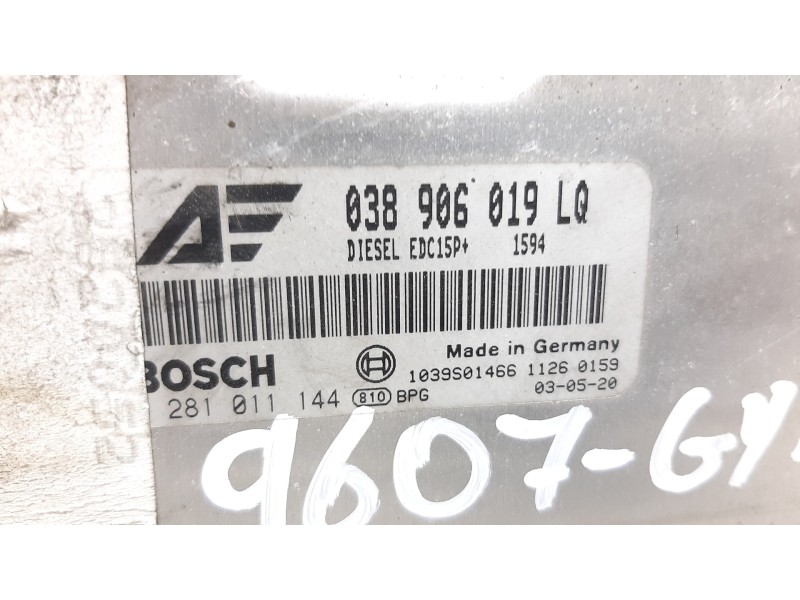 AF 038 906 019 LQ
DIESEL EDC15P+ 1594
BOSCH Made in Germany
1039S01466 1126 0159
281 011 144 810 BPG 03-05-20
9607-GY